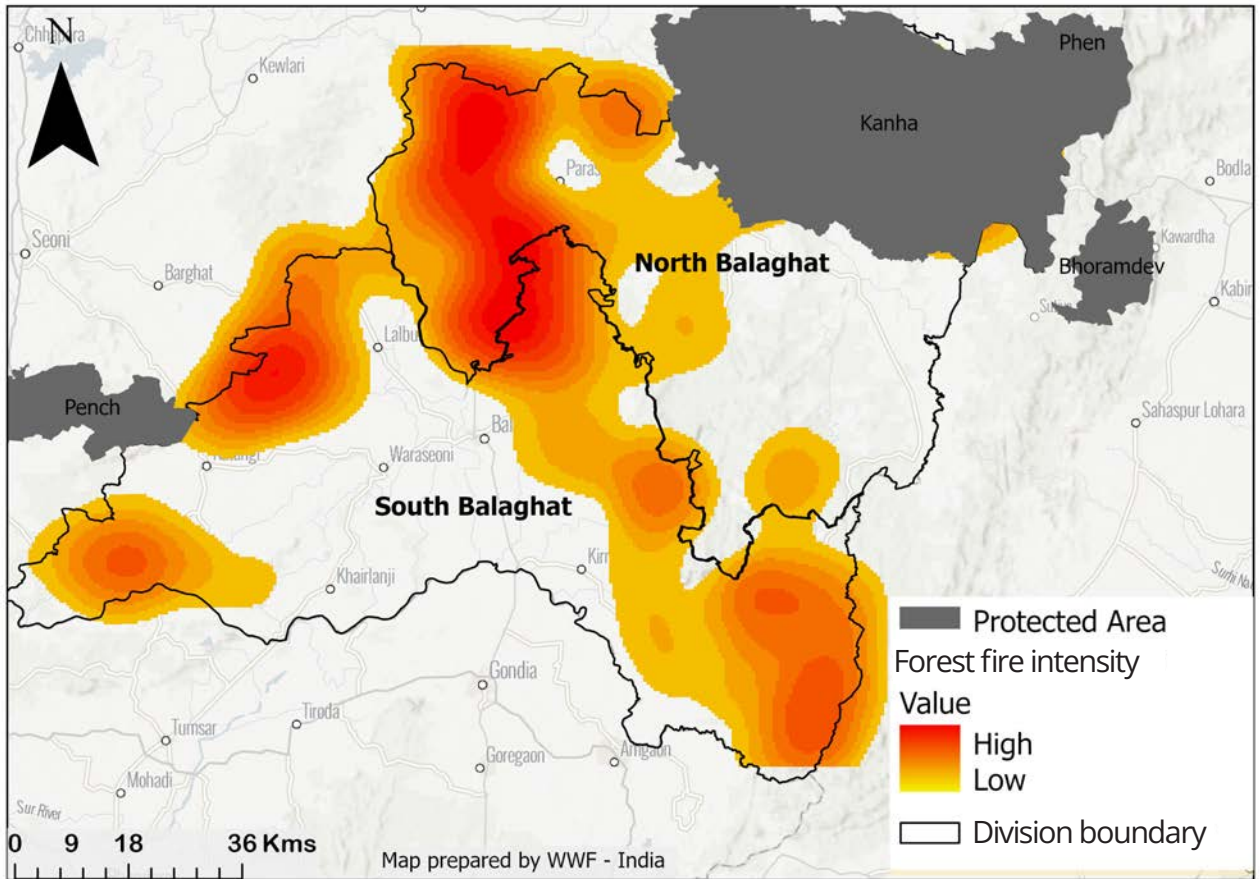 N
Chhapara
Kewlari
Phen
Kanha
Bodla
Seoni
Barghat
North Balaghat
Kawardha
Bhoramdev
Kabir
Pench
Sahaspur Lohara
Waraseoni
South Balaghat
Khairlanji
Gondia
Tiroda
Tumsar
Goregaon
Amgaon
Mohadi
Sur River
Protected Area
Forest fire intensity
Value
High
Low
Division boundary
0 9 18 36 Kms
Map prepared by WWF - India